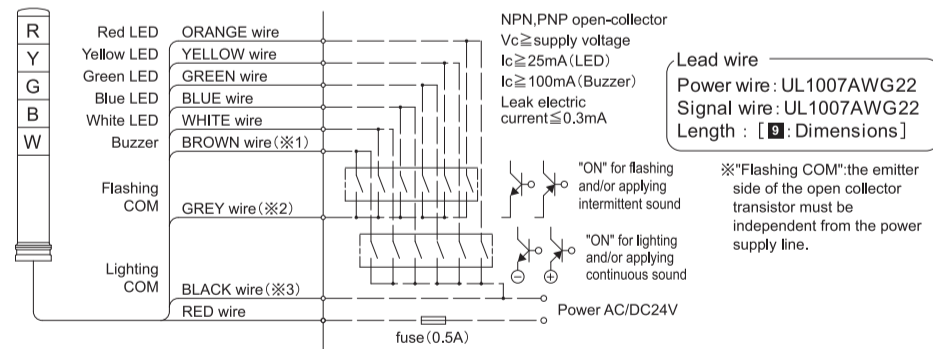 R
Y
G
B
W
Red LED
Yellow LED
Green LED
Blue LED
White LED
Buzzer
Flashing
COM
Lighting
COM
ORANGE wire
YELLOW wire
GREEN wire
BLUE wire
WHITE wire
BROWN wire(※1)
GREY wire(※2)
BLACK wire(※3)
RED wire
fuse(0.5A)
NPN,PNP open-collector
Vc≧supply voltage
Ic≧25mA(LED)
Ic≧100mA(Buzzer)
Leak electric
current≦0.3mA
"ON" for flashing
and/or applying
intermittent sound
"ON" for lighting
and/or applying
continuous sound
⊖ ⊕
Power AC/DC24V
Lead wire
Power wire: UL1007AWG22
Signal wire: UL1007AWG22
Length : [9: Dimensions]
※"Flashing COM":the emitter
side of the open collector
transistor must be
independent from the power
supply line.